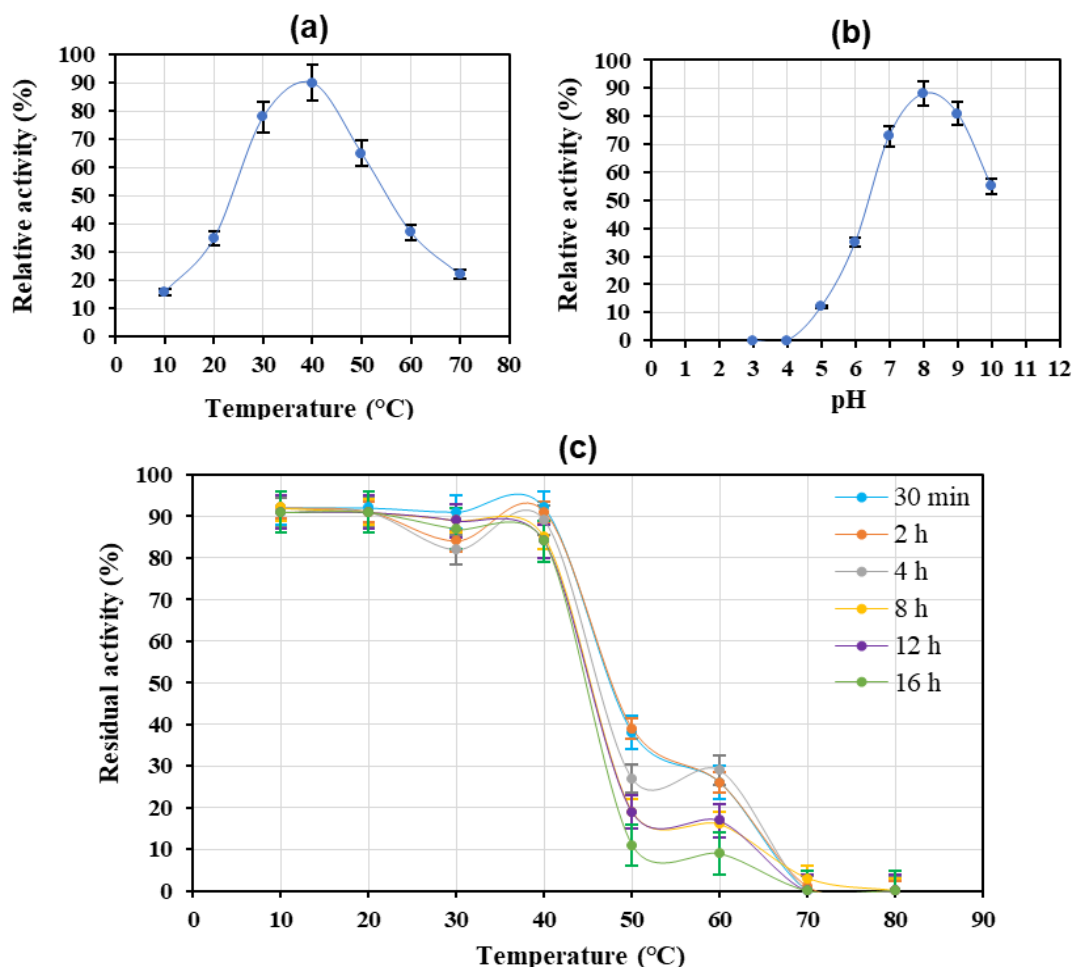 (a)
Relative activity (%)
100
90
80
70
60
50
40
30
20
10
0
0 10 20 30 40 50 60 70 80
Temperature (°C)
(b)
Relative activity (%)
100
90
80
70
60
50
40
30
20
10
0
0 1 2 3 4 5 6 7 8 9 10 11 12
pH
(c)
Residual activity (%)
100
90
80
70
60
50
40
30
20
10
0
0 10 20 30 40 50 60 70 80 90
Temperature (°C)
30 min
2 h
4 h
8 h
12 h
16 h